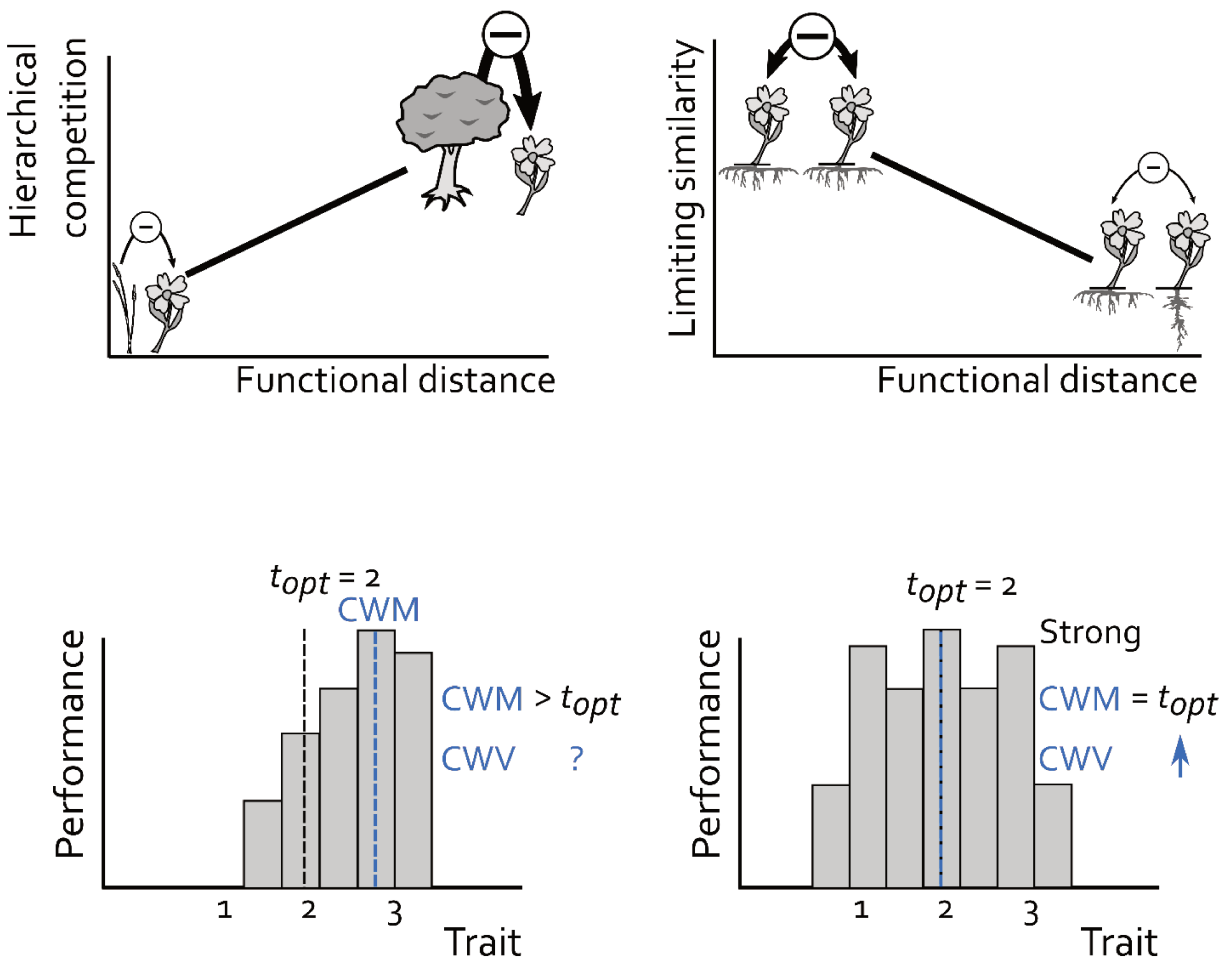 Hierarchical
competition
−
−
Functional distance
Limiting similarity
−
−
Functional distance
t_opt = 2
CWM
Performance
CWM > t_opt
CWV ?
1 2 3
Trait
t_opt = 2
Strong
Performance
CWM = t_opt
CWV
1 2 3
Trait